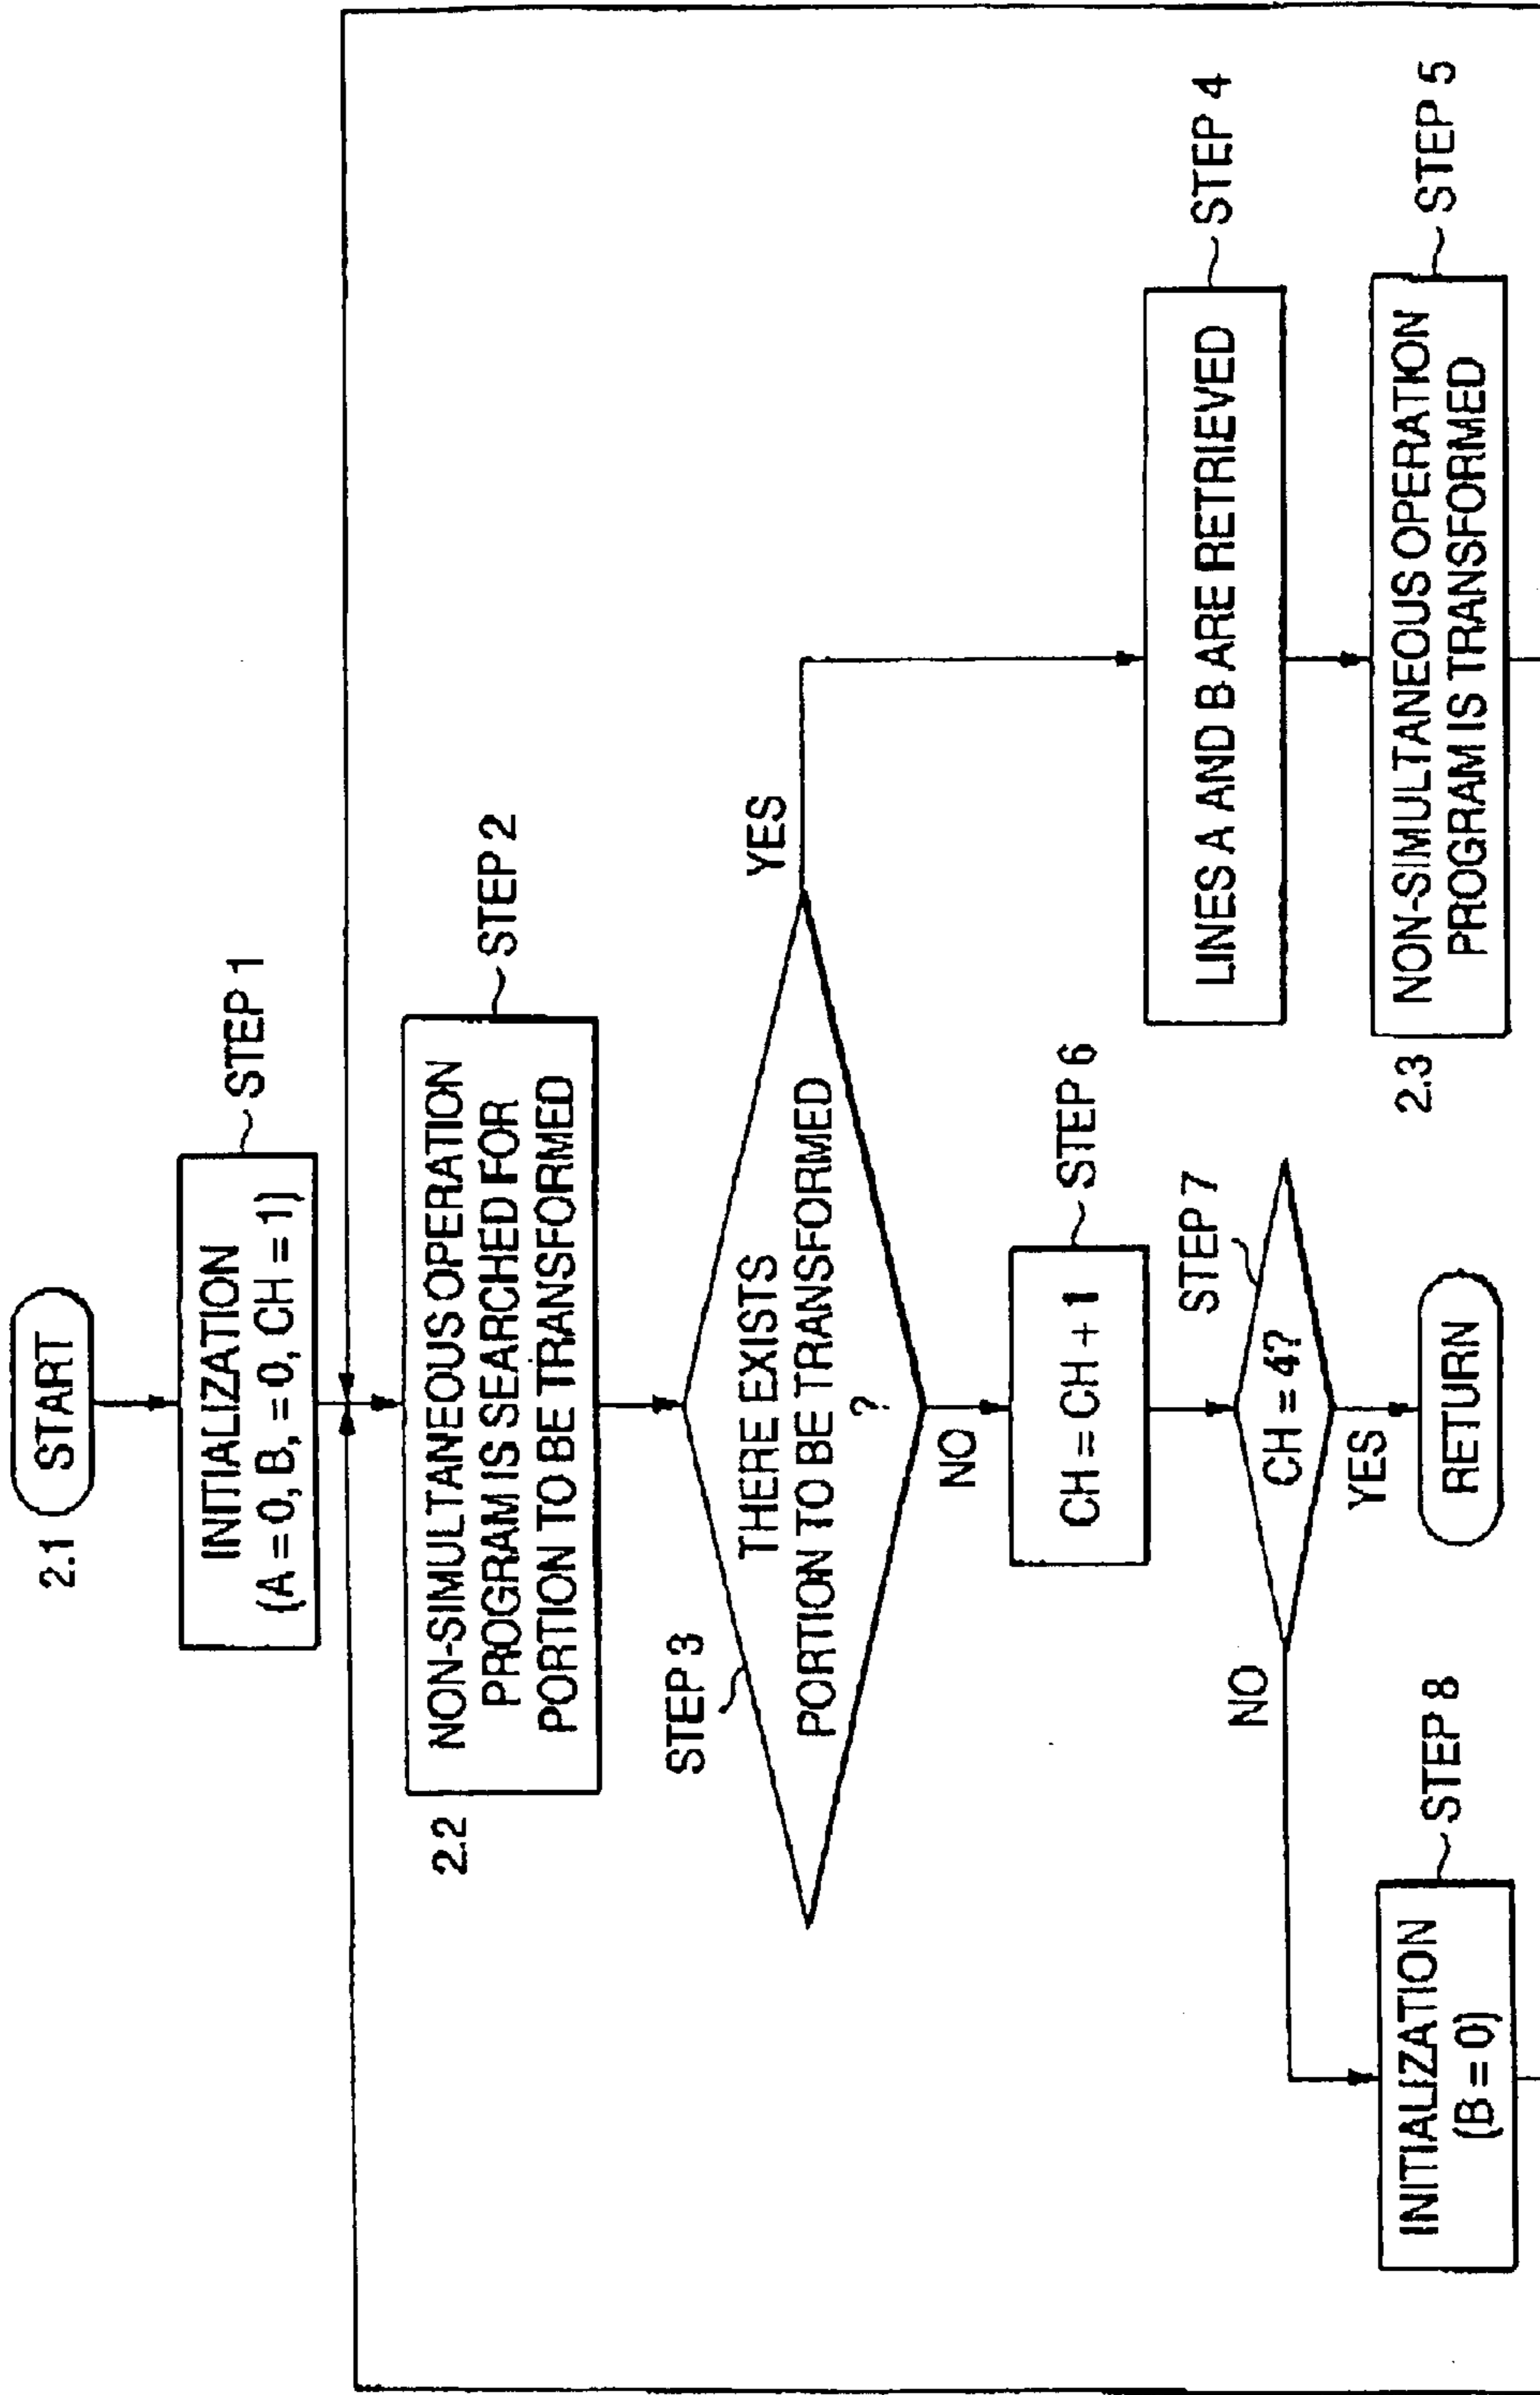 2.1
START
INITIALIZATION
(A = 0, B, = 0, CH = 1)
STEP 1
2.2
NON-SIMULTANEOUS OPERATION
PROGRAM IS SEARCHED FOR
PORTION TO BE TRANSFORMED
STEP 2
STEP 3
THERE EXISTS
PORTION TO BE TRANSFORMED
?
YES
NO
LINES A AND B ARE RETRIEVED
STEP 4
2.3
NON-SIMULTANEOUS OPERATION
PROGRAM IS TRANSFORMED
STEP 5
CH = CH + 1
STEP 6
STEP 7
CH = 4?
NO
YES
INITIALIZATION
(B = 0)
STEP 8
RETURN